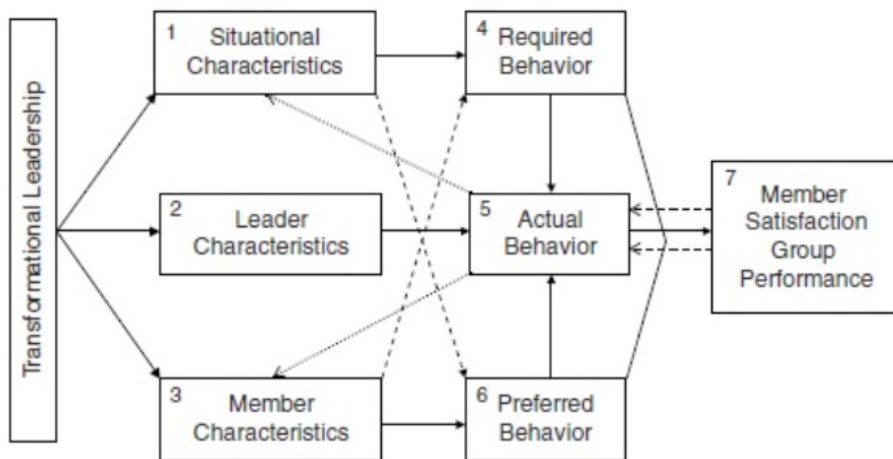 Transformational Leadership
1
Situational
Characteristics
4
Required
Behavior
2
Leader
Characteristics
5
Actual
Behavior
7
Member
Satisfaction
Group
Performance
3
Member
Characteristics
6
Preferred
Behavior